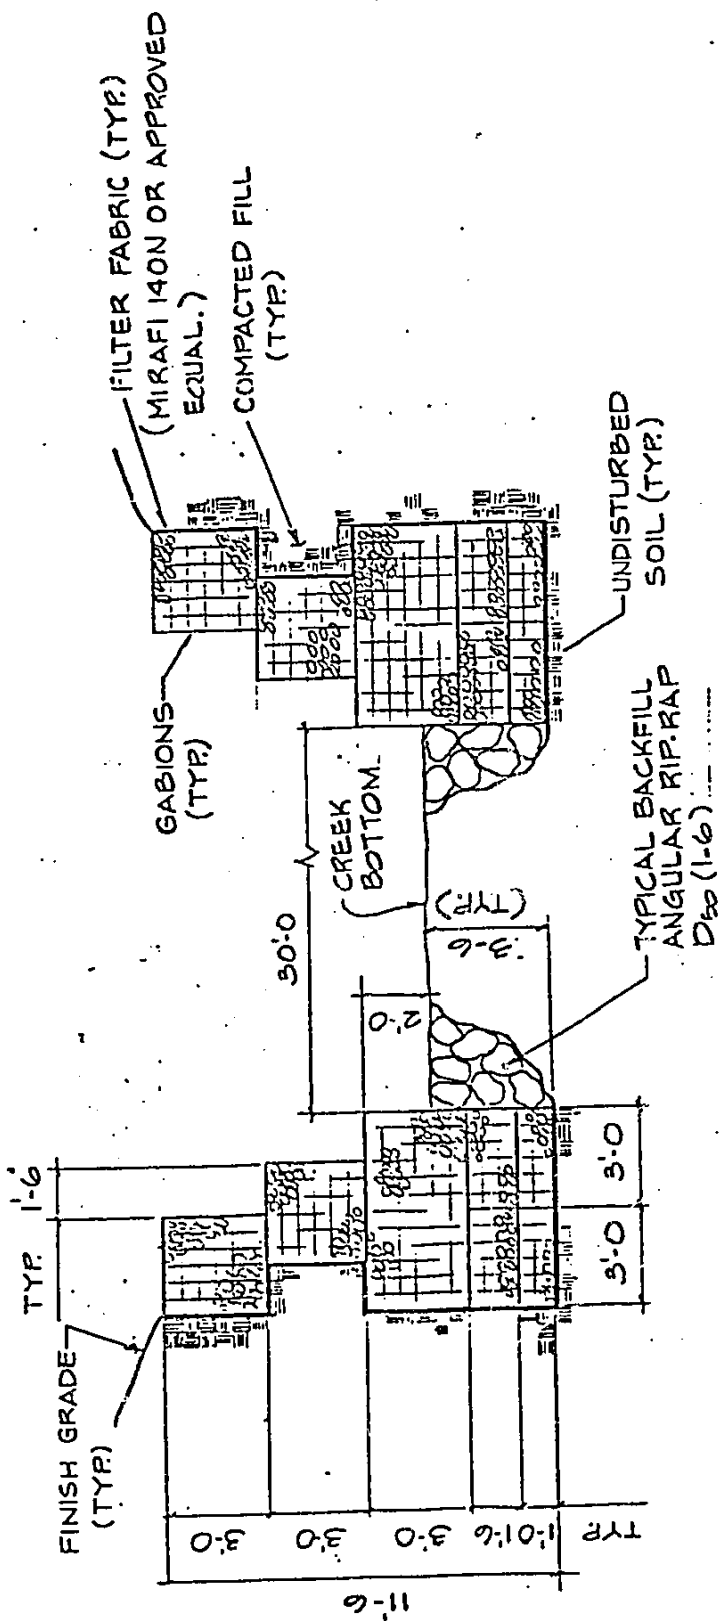 FINISH GRADE
(TYP.)
TYP.
1'-6
GABIONS
(TYP.)
FILTER FABRIC (TYP.)
(MIRAFI 140N OR APPROVED
EQUAL.)
COMPACTED FILL
(TYP.)
30'-0
CREEK
BOTTOM
2'-0
3-6
(TYP.)
3'-0
3'-0
3'-0
1'-6
1'-0
TYP
11'-6
3'-0
3'-0
UNDISTURBED
SOIL (TYP.)
TYPICAL BACKFILL
ANGULAR RIP-RAP
D50 (1-6)